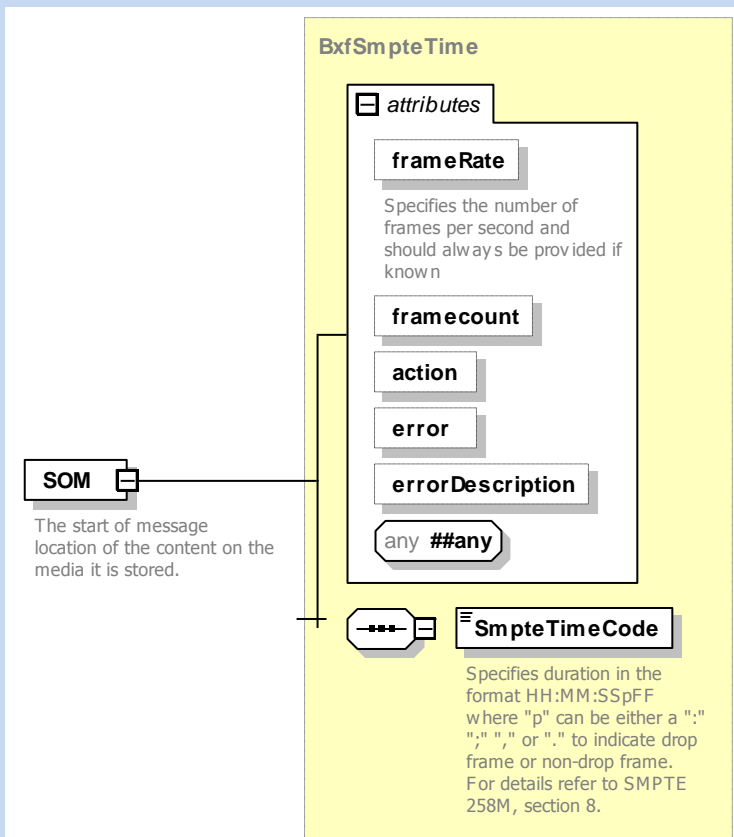 BxfSmpteTime
attributes
frameRate
Specifies the number of
frames per second and
should always be provided if
known
framecount
action
error
errorDescription
any ##any
SOM
The start of message
location of the content on the
media it is stored.
SmpteTimeCode
Specifies duration in the
format HH:MM:SSpFF
where "p" can be either a ":"
";" "," or "." to indicate drop
frame or non-drop frame.
For details refer to SMPTE
258M, section 8.